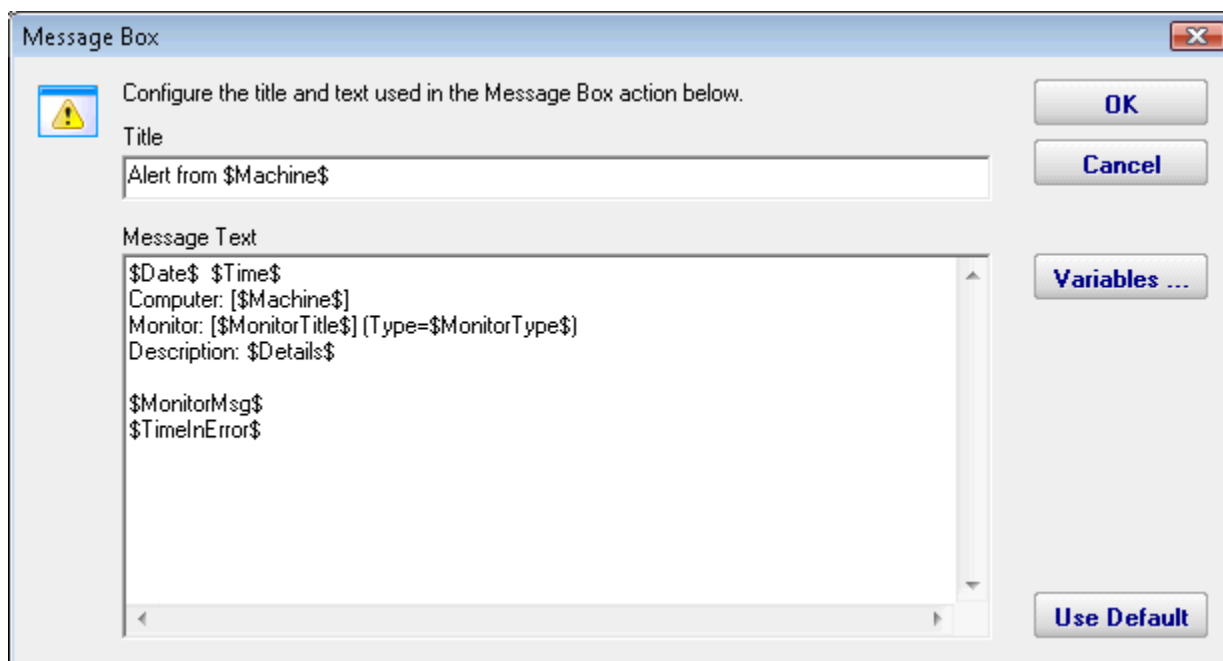 Message Box
Configure the title and text used in the Message Box action below.
OK
Title
Alert from $Machine$
Cancel
Message Text
$Date$  $Time$
Computer: [$Machine$]
Monitor: [$MonitorTitle$] (Type=$MonitorType$)
Description: $Details$

$MonitorMsg$
$TimeInError$
Variables ...
Use Default